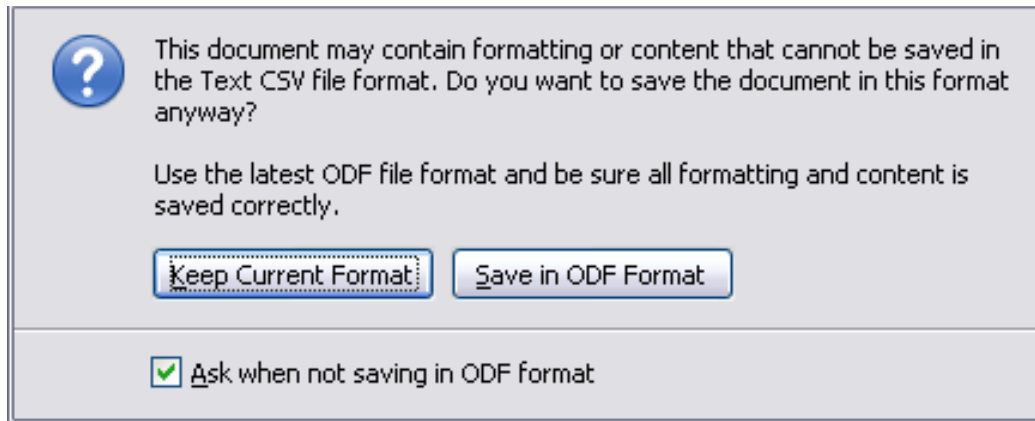 This document may contain formatting or content that cannot be saved in
the Text CSV file format. Do you want to save the document in this format
anyway?
Use the latest ODF file format and be sure all formatting and content is
saved correctly.
Keep Current Format
Save in ODF Format
Ask when not saving in ODF format